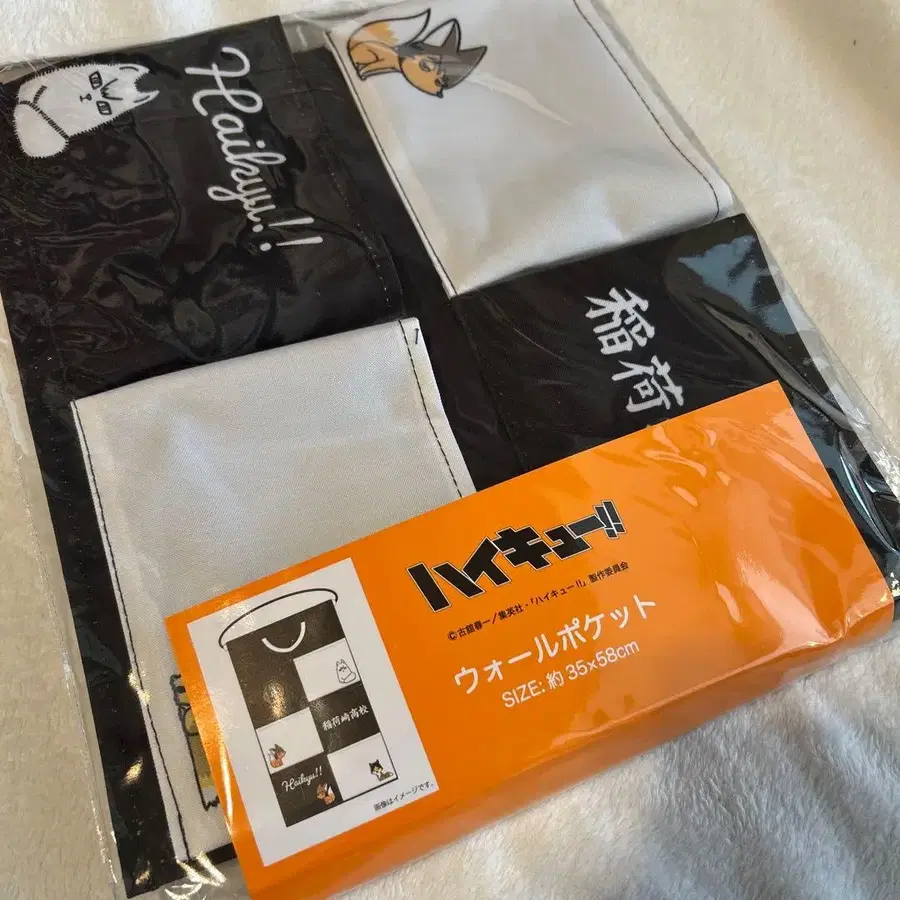 Haikyu!!
稲荷
ハイキュー!!
©古舘春一/集英社・「ハイキュー!!」製作委員会
ウォールポケット
SIZE: 約 35×58cm
稲荷崎高校
Haikyu!!
画像はイメージです。